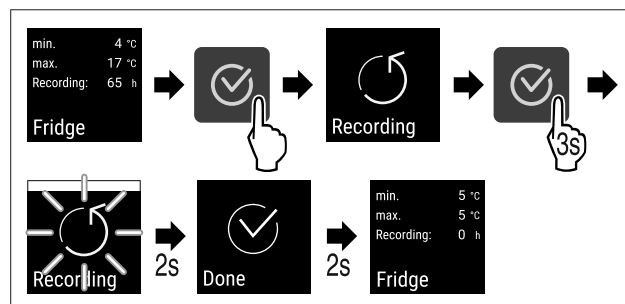 min. 4 °C
max. 17 °C
Recording: 65 h
Fridge
Recording
3s
Recording
2s
Done
2s
min. 5 °C
max. 5 °C
Recording: 0 h
Fridge